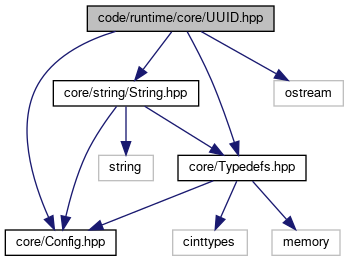 code/runtime/core/UUID.hpp
core/string/String.hpp
ostream
string
core/Typedefs.hpp
core/Config.hpp
cinttypes
memory